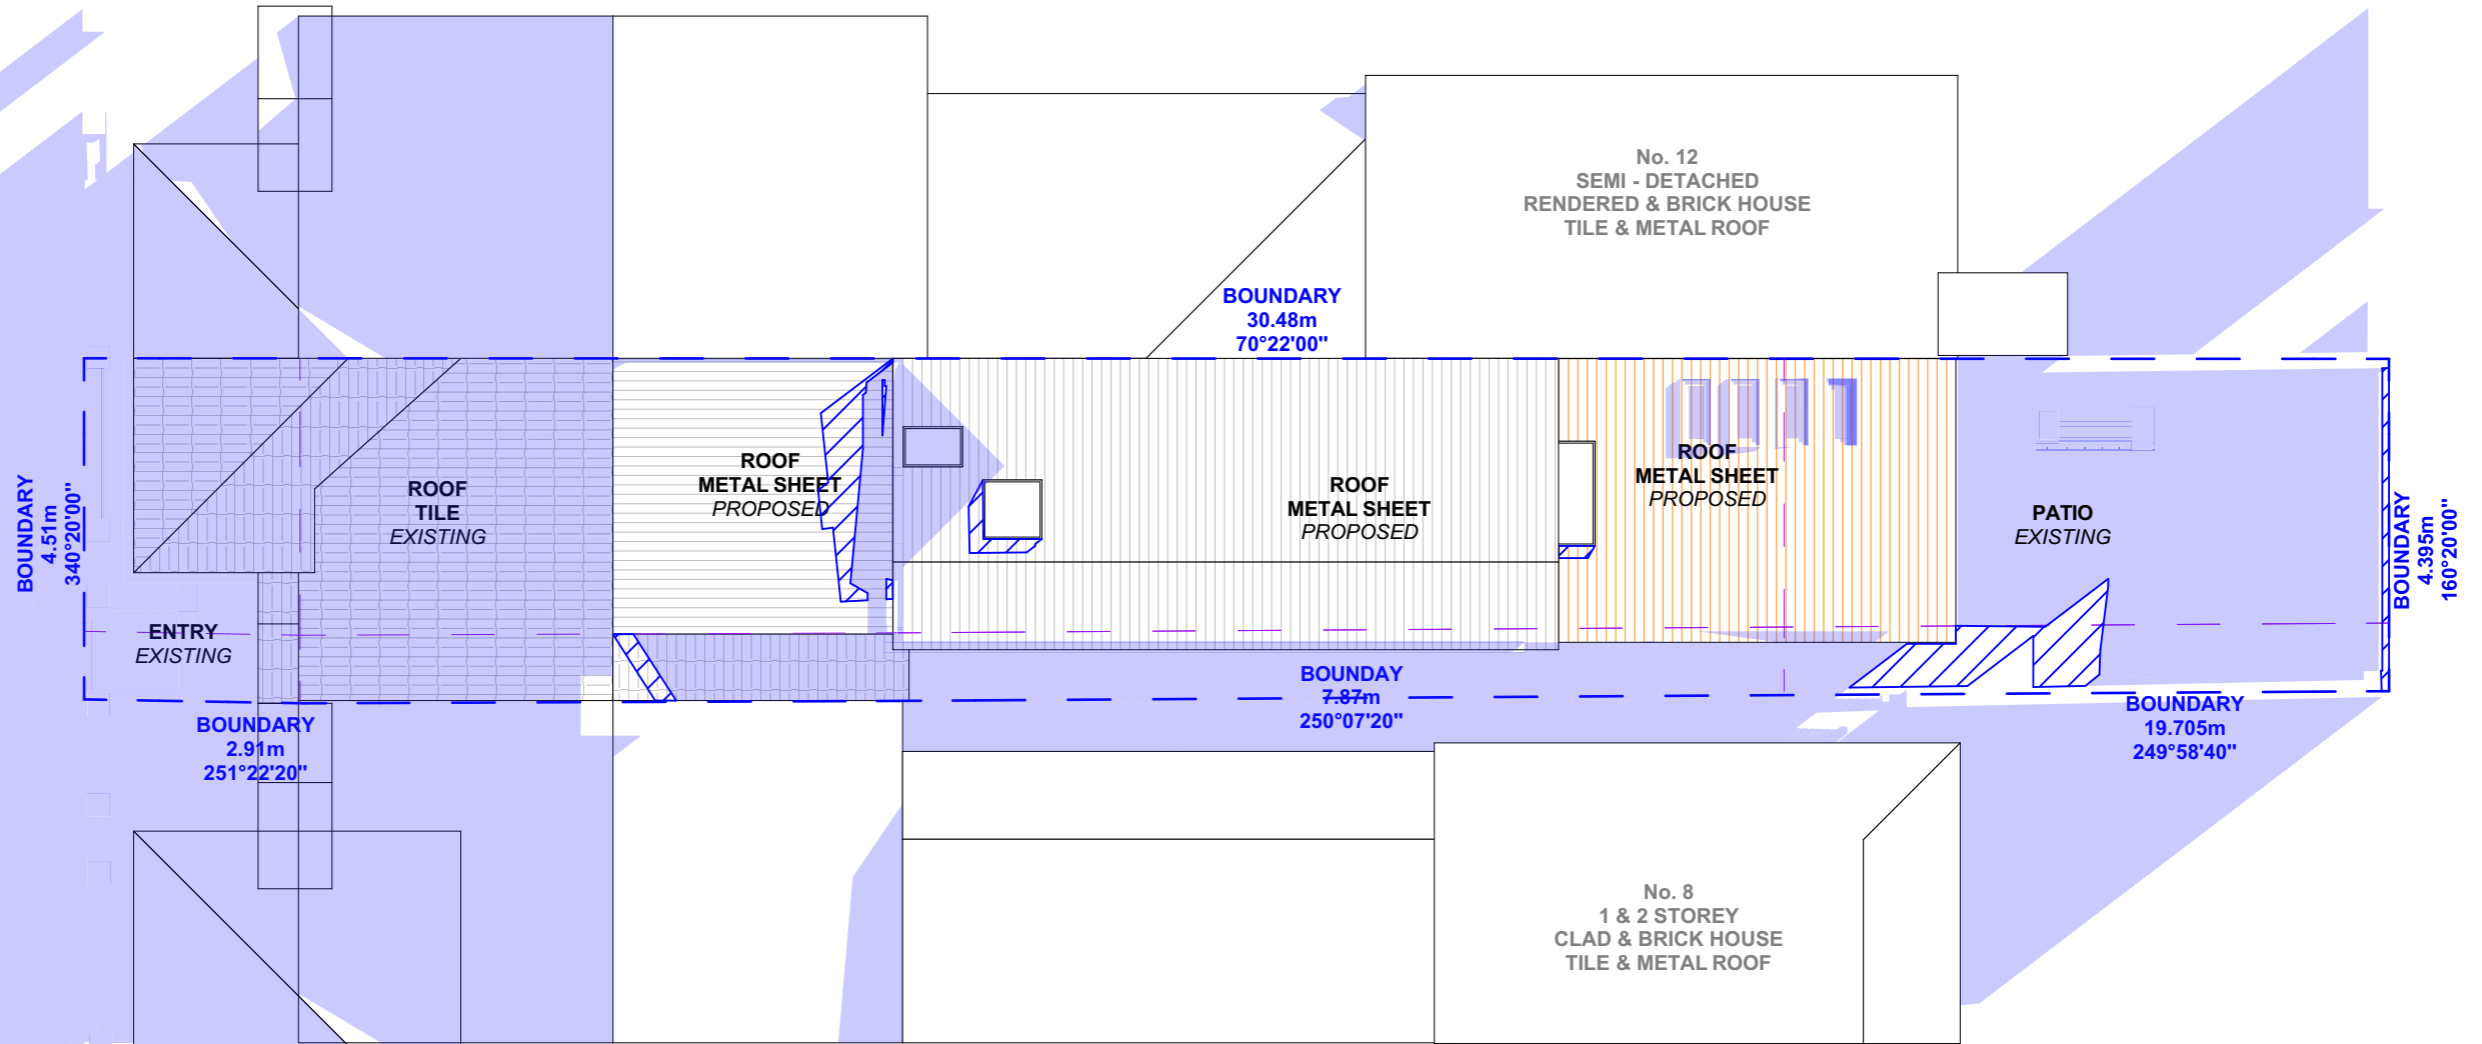 No. 12
SEMI - DETACHED
RENDERED & BRICK HOUSE
TILE & METAL ROOF
BOUNDARY
30.48m
70°22'00"
BOUNDARY
4.51m
340°20'00"
ROOF
TILE
EXISTING
ROOF
METAL SHEET
PROPOSED
ROOF
METAL SHEET
PROPOSED
ROOF
METAL SHEET
PROPOSED
PATIO
EXISTING
BOUNDARY
4.395m
160°20'00"
ENTRY
EXISTING
BOUNDARY
2.91m
251°22'20"
BOUNDAY
7.87m
250°07'20"
BOUNDARY
19.705m
249°58'40"
No. 8
1 & 2 STOREY
CLAD & BRICK HOUSE
TILE & METAL ROOF